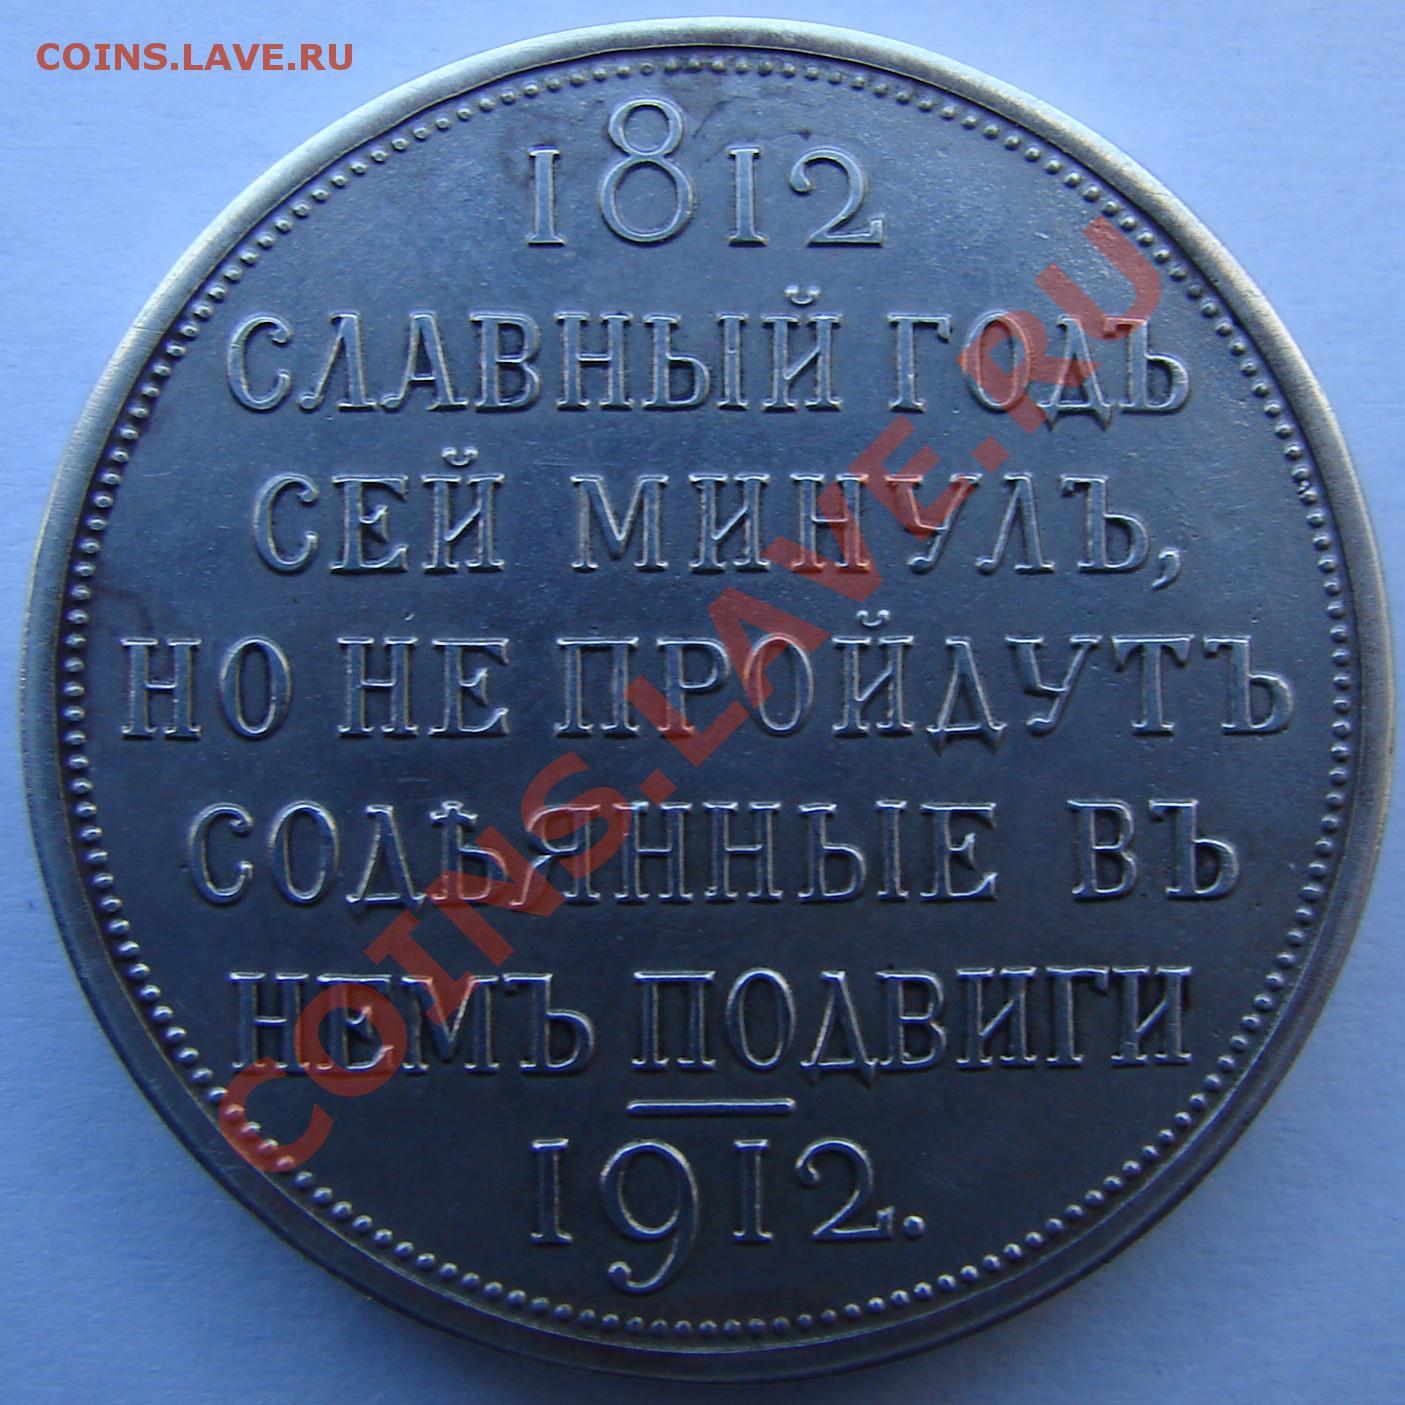 COINS.LAVE.RU
1812
СЛАВНЫЙ ГОДЪ
СЕЙ МИНУЛЪ,
НО НЕ ПРОЙДУТЪ
СОДѢЯННЫЕ ВЪ
НЕМЪ ПОДВИГИ
1912.
COINS.LAVE.RU